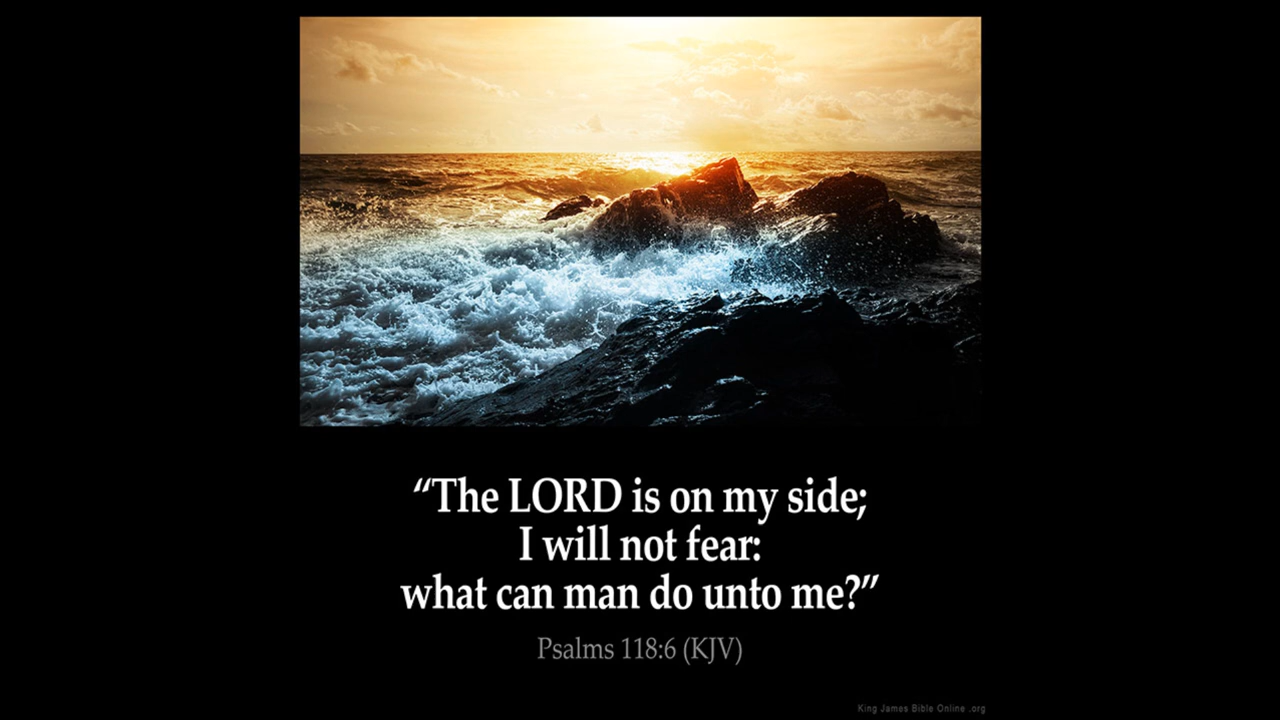 “The LORD is on my side;
I will not fear:
what can man do unto me?”
Psalms 118:6 (KJV)
King James Bible Online .org